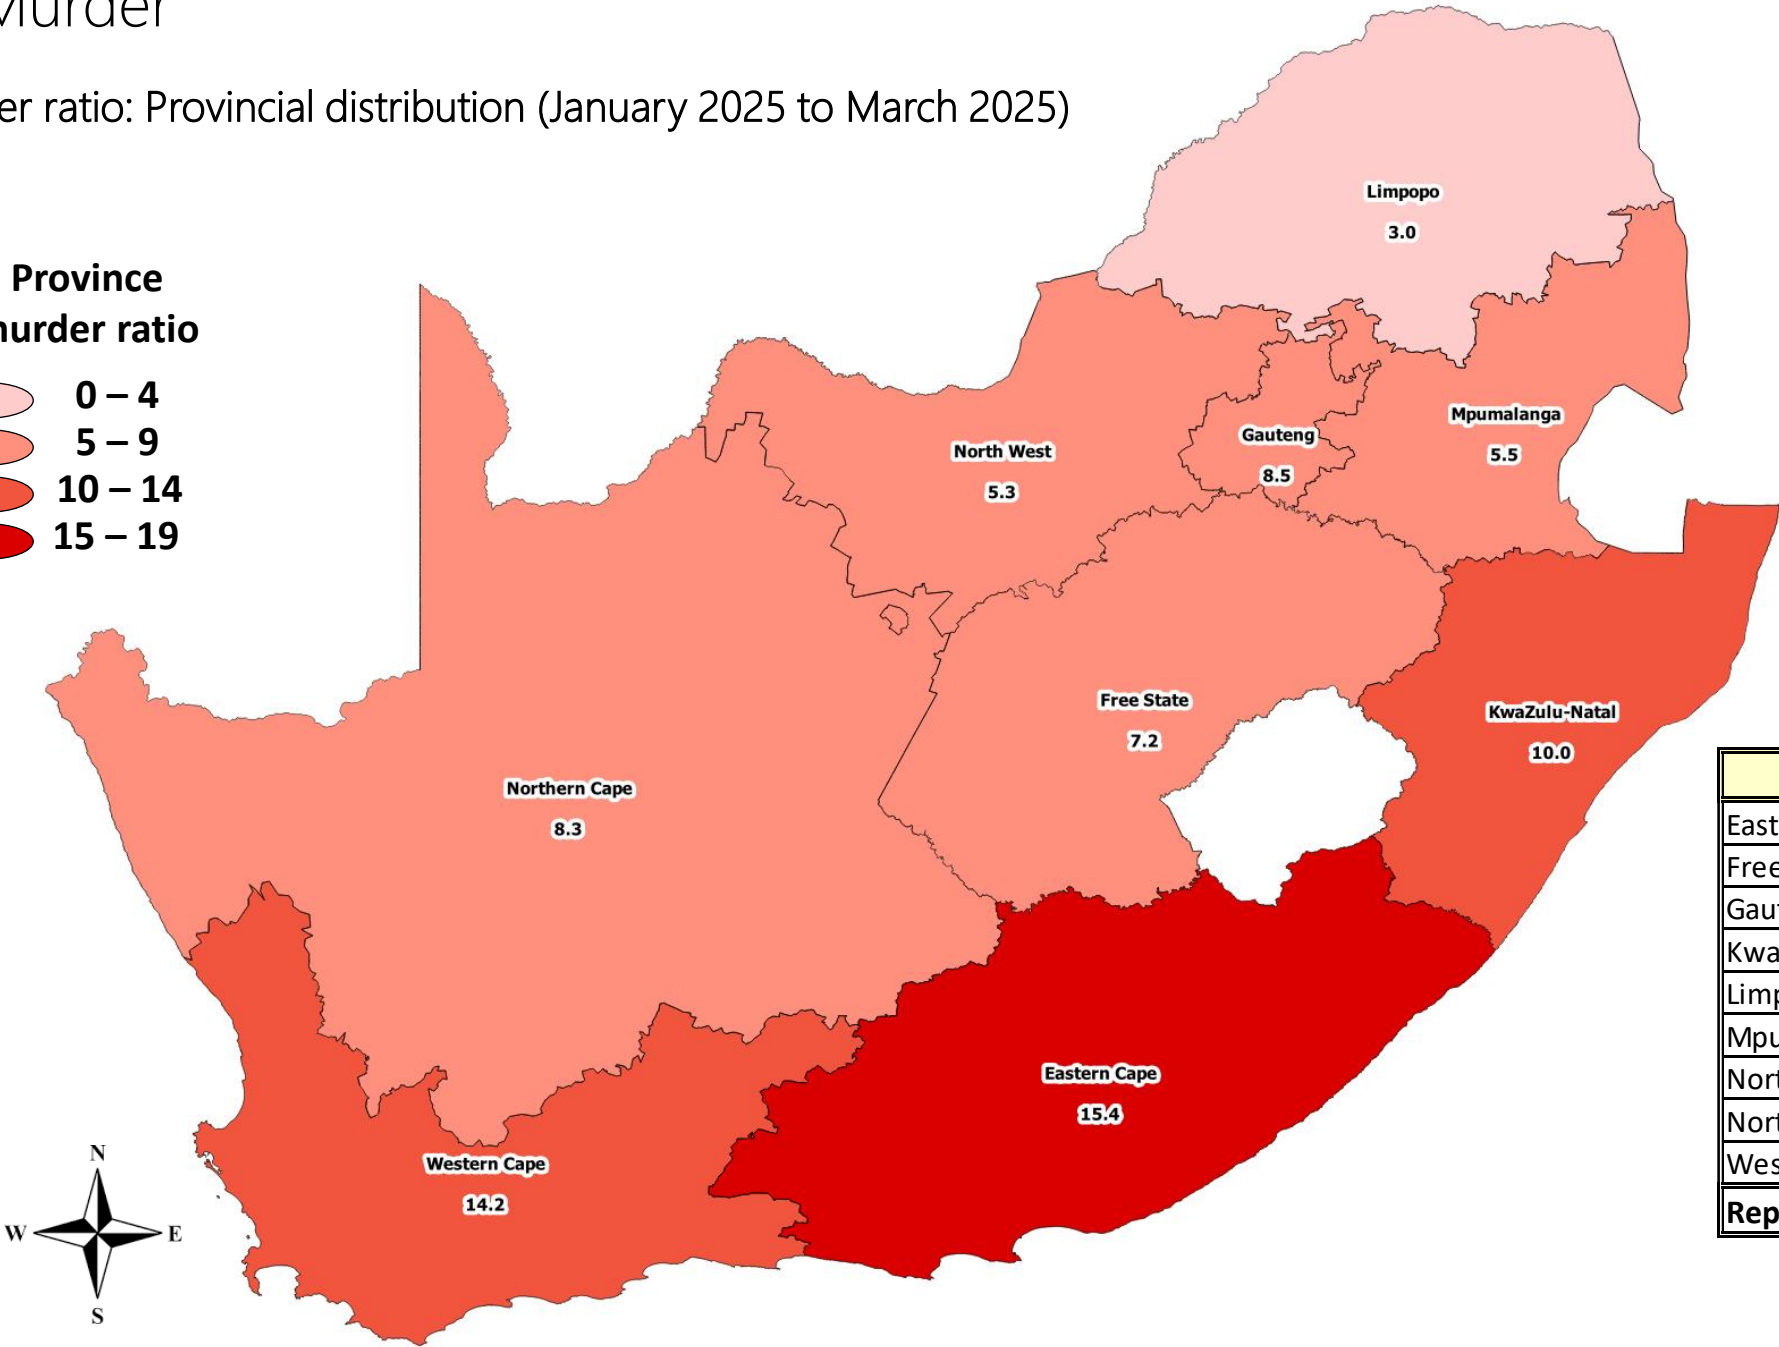 Murder
er ratio: Provincial distribution (January 2025 to March 2025)
Province
murder ratio
0 – 4
5 – 9
10 – 14
15 – 19
Limpopo
3.0
Mpumalanga
5.5
Gauteng
8.5
North West
5.3
Free State
7.2
KwaZulu-Natal
10.0
Northern Cape
8.3
Eastern Cape
15.4
Western Cape
14.2
N
W
E
S
East
Free
Gaut
Kwa
Limp
Mpu
Nort
Nort
Wes
Rep